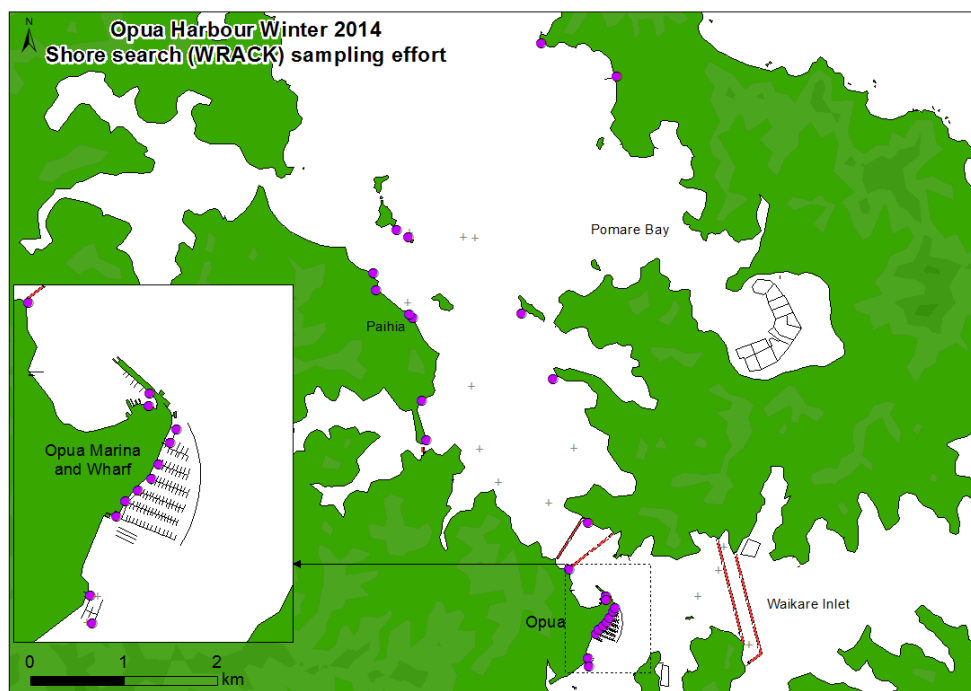 N
Opua Harbour Winter 2014
Shore search (WRACK) sampling effort
Pomare Bay
Paihia
Opua Marina
and Wharf
Waikare Inlet
Opua
0 1 2
km